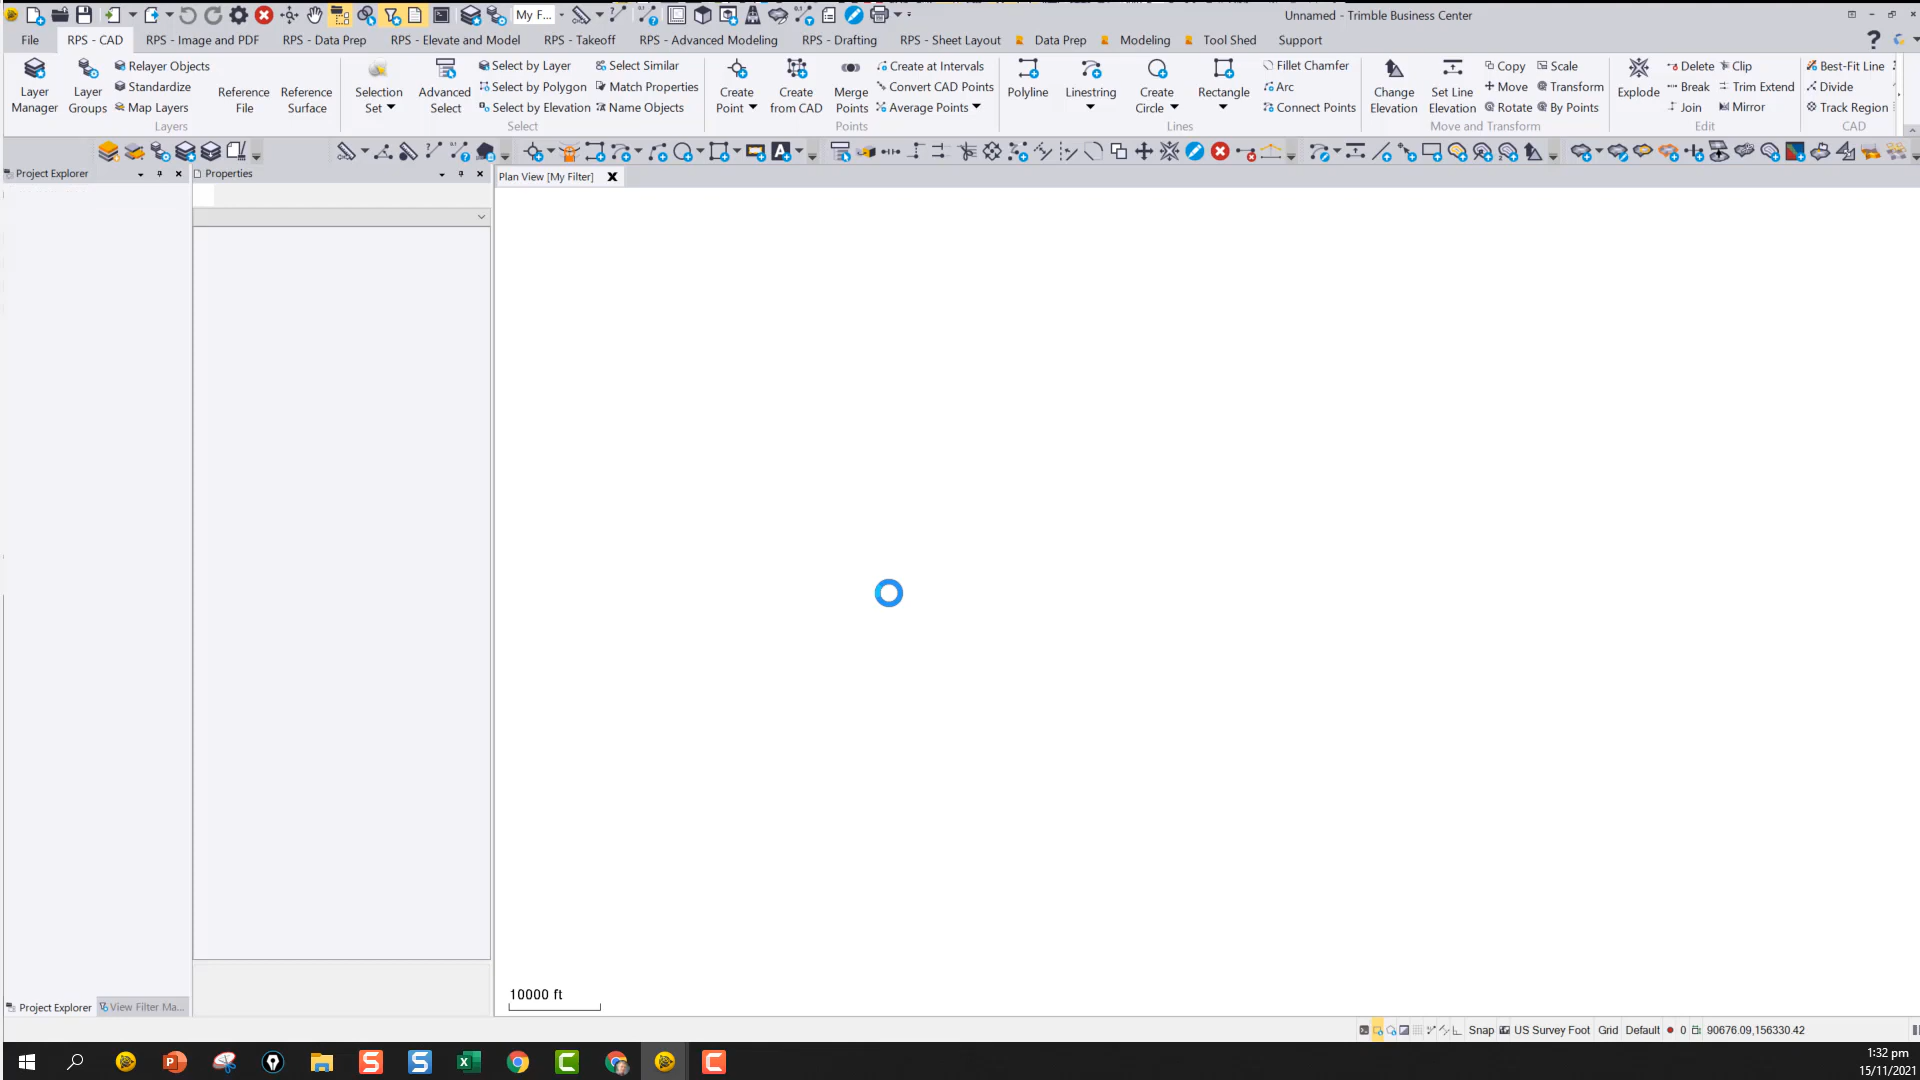 My F...
Unnamed - Trimble Business Center
File
RPS - CAD
RPS - Image and PDF
RPS - Data Prep
RPS - Elevate and Model
RPS - Takeoff
RPS - Advanced Modeling
RPS - Drafting
RPS - Sheet Layout
Data Prep
Modeling
Tool Shed
Support
Layer Manager
Layer Groups
Relayer Objects
Standardize
Map Layers
Reference File
Reference Surface
Layers
Selection Set
Advanced Select
Select by Layer
Select by Polygon
Select by Elevation
Select Similar
Match Properties
Name Objects
Select
Create Point
Create from CAD
Merge Points
Create at Intervals
Convert CAD Points
Average Points
Points
Polyline
Linestring
Create Circle
Rectangle
Fillet Chamfer
Arc
Connect Points
Lines
Change Elevation
Set Line Elevation
Copy
Move
Rotate
Scale
Transform
By Points
Move and Transform
Explode
Delete
Break
Join
Clip
Trim Extend
Mirror
Edit
Best-Fit Line
Divide
Track Region
CAD
Project Explorer
Properties
Plan View [My Filter]
10000 ft
Project Explorer
View Filter Ma...
Snap
US Survey Foot
Grid
Default
0
90676.09,156330.42
1:32 pm
15/11/2021